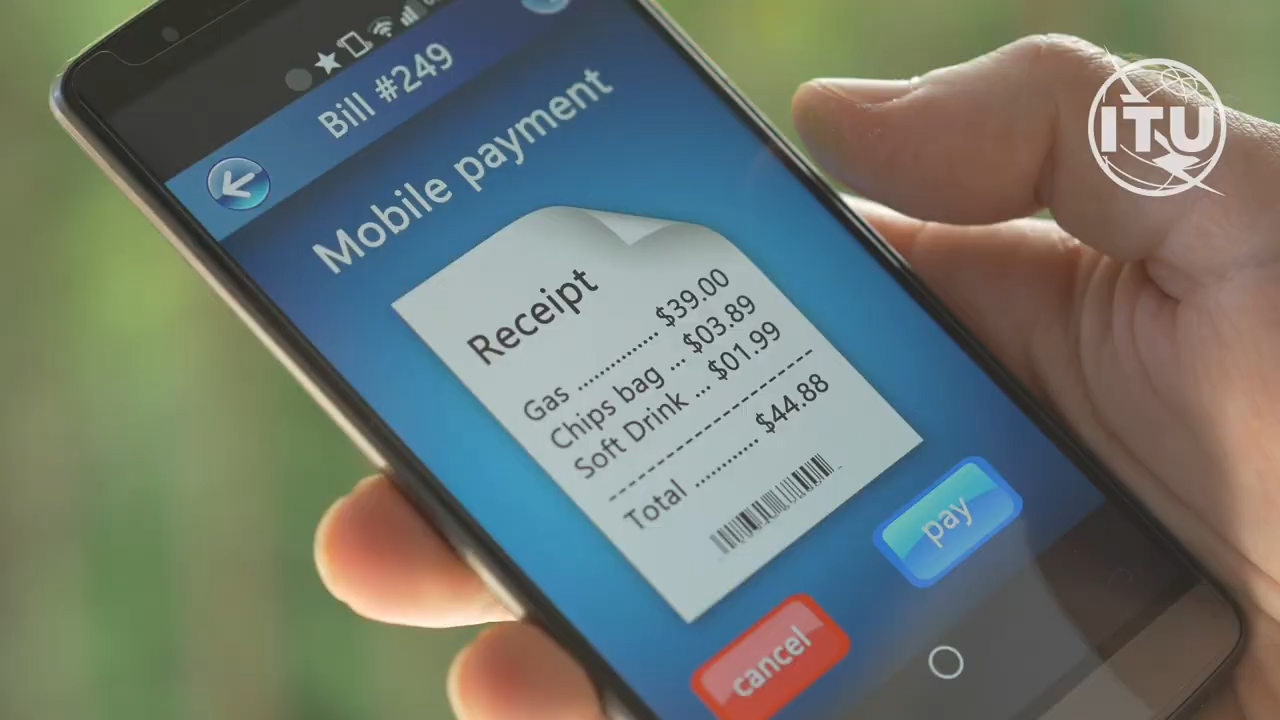 Bill #249
Mobile payment
Receipt
Gas .............. $39.00
Chips bag ... $03.89
Soft Drink ... $01.99
Total ........... $44.88
pay
cancel
ITU